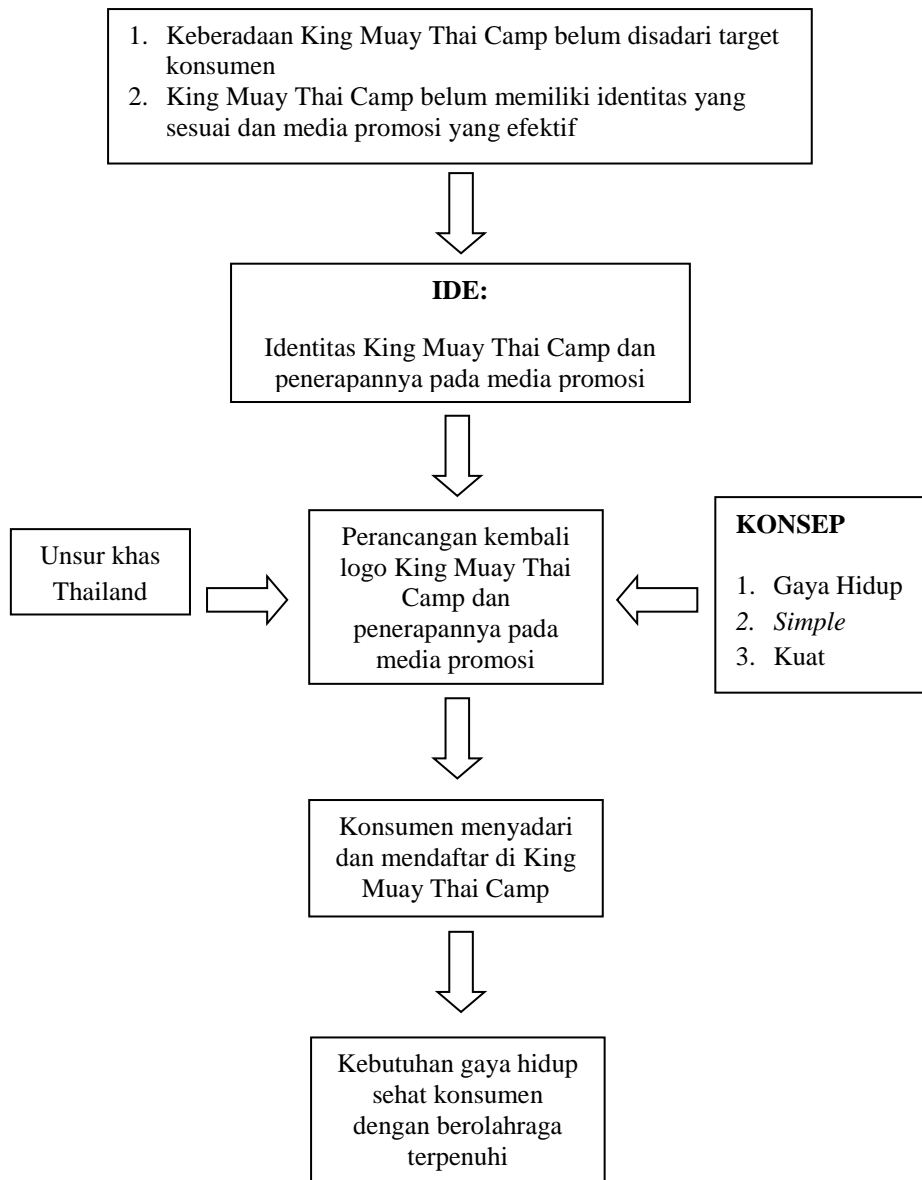 1. Keberadaan King Muay Thai Camp belum disadari target
konsumen
2. King Muay Thai Camp belum memiliki identitas yang
sesuai dan media promosi yang efektif
IDE:
Identitas King Muay Thai Camp dan
penerapannya pada media promosi
Unsur khas
Thailand
Perancangan kembali
logo King Muay Thai
Camp dan
penerapannya pada
media promosi
KONSEP
1. Gaya Hidup
2. Simple
3. Kuat
Konsumen menyadari
dan mendaftar di King
Muay Thai Camp
Kebutuhan gaya hidup
sehat konsumen
dengan berolahraga
terpenuhi